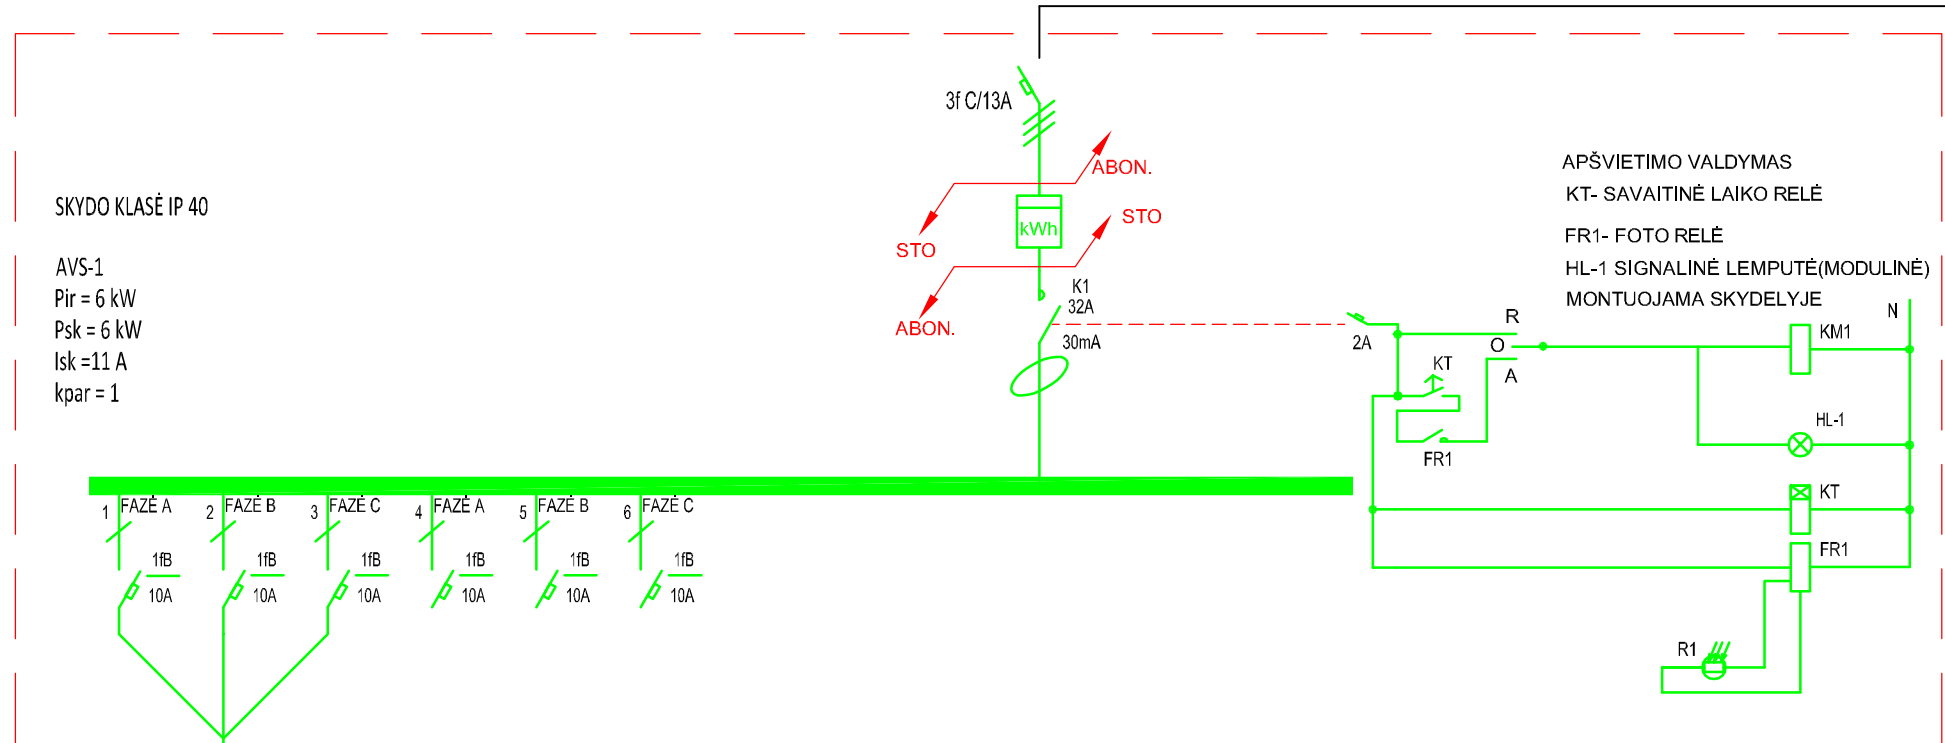 3f C/13A
ABON.
STO
kWh
STO
ABON.
SKYDO KLASĖ IP 40
AVS-1
Pir = 6 kW
Psk = 6 kW
Isk =11 A
kpar = 1
K1
32A
30mA
APŠVIETIMO VALDYMAS
KT- SAVAITINĖ LAIKO RELĖ
FR1- FOTO RELĖ
HL-1 SIGNALINĖ LEMPUTĖ(MODULINĖ)
MONTUOJAMA SKYDELYJE
N
2A
R
O
A
KT
FR1
KM1
HL-1
KT
FR1
R1
1 FAZĖ A 2 FAZĖ B 3 FAZĖ C 4 FAZĖ A 5 FAZĖ B 6 FAZĖ C
1fB 1fB 1fB 1fB 1fB 1fB
10A 10A 10A 10A 10A 10A